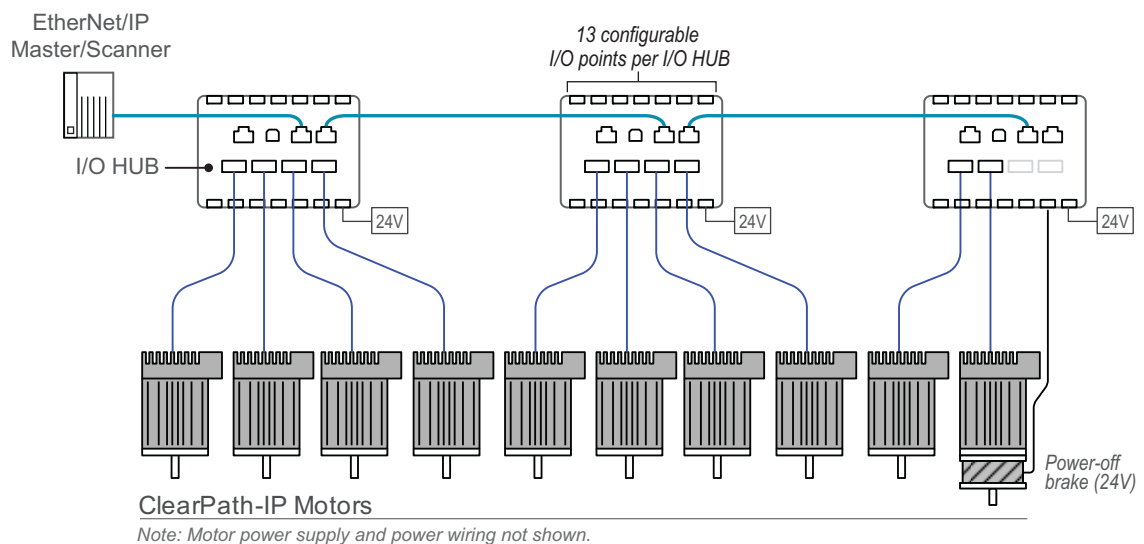 EtherNet/IP
Master/Scanner
13 configurable
I/O points per I/O HUB
I/O HUB
24V
24V
24V
Power-off
brake (24V)
ClearPath-IP Motors
Note: Motor power supply and power wiring not shown.